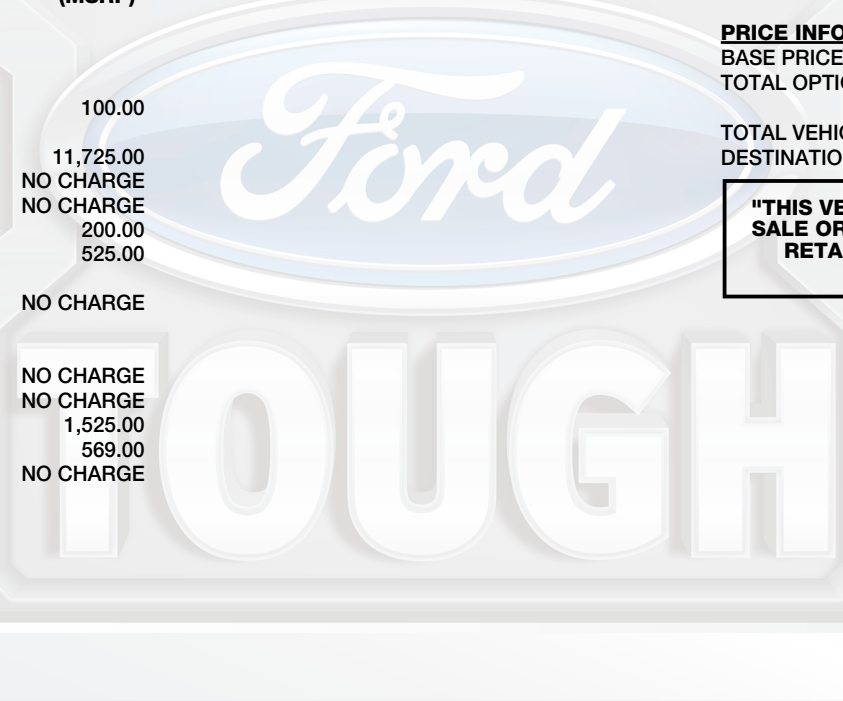 (MSRP)
100.00
11,725.00
NO CHARGE
NO CHARGE
200.00
525.00
NO CHARGE
NO CHARGE
NO CHARGE
1,525.00
569.00
NO CHARGE
PRICE INFO
BASE PRICE
TOTAL OPTIO
TOTAL VEHIC
DESTINATIO
"THIS VE
SALE OR
RETA
Ford
TOUGH